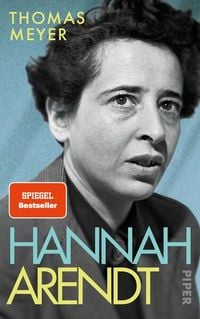 THOMAS
MEYER
SPIEGEL
Bestseller
HANNAH
ARENDT
PIPER